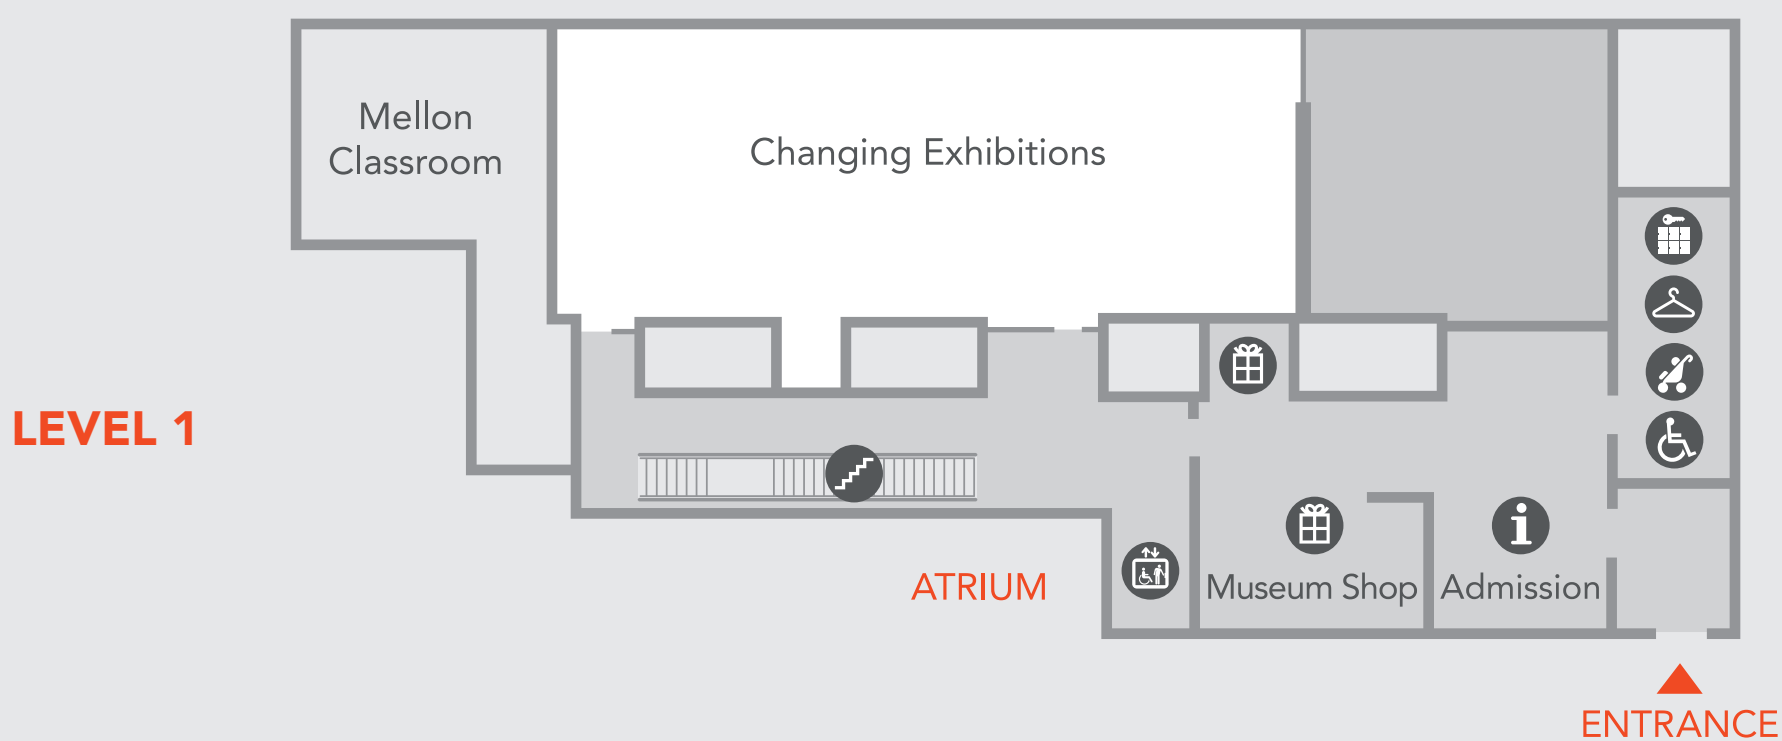 Mellon
Classroom
Changing Exhibitions
LEVEL 1
ATRIUM
Museum Shop
Admission
ENTRANCE